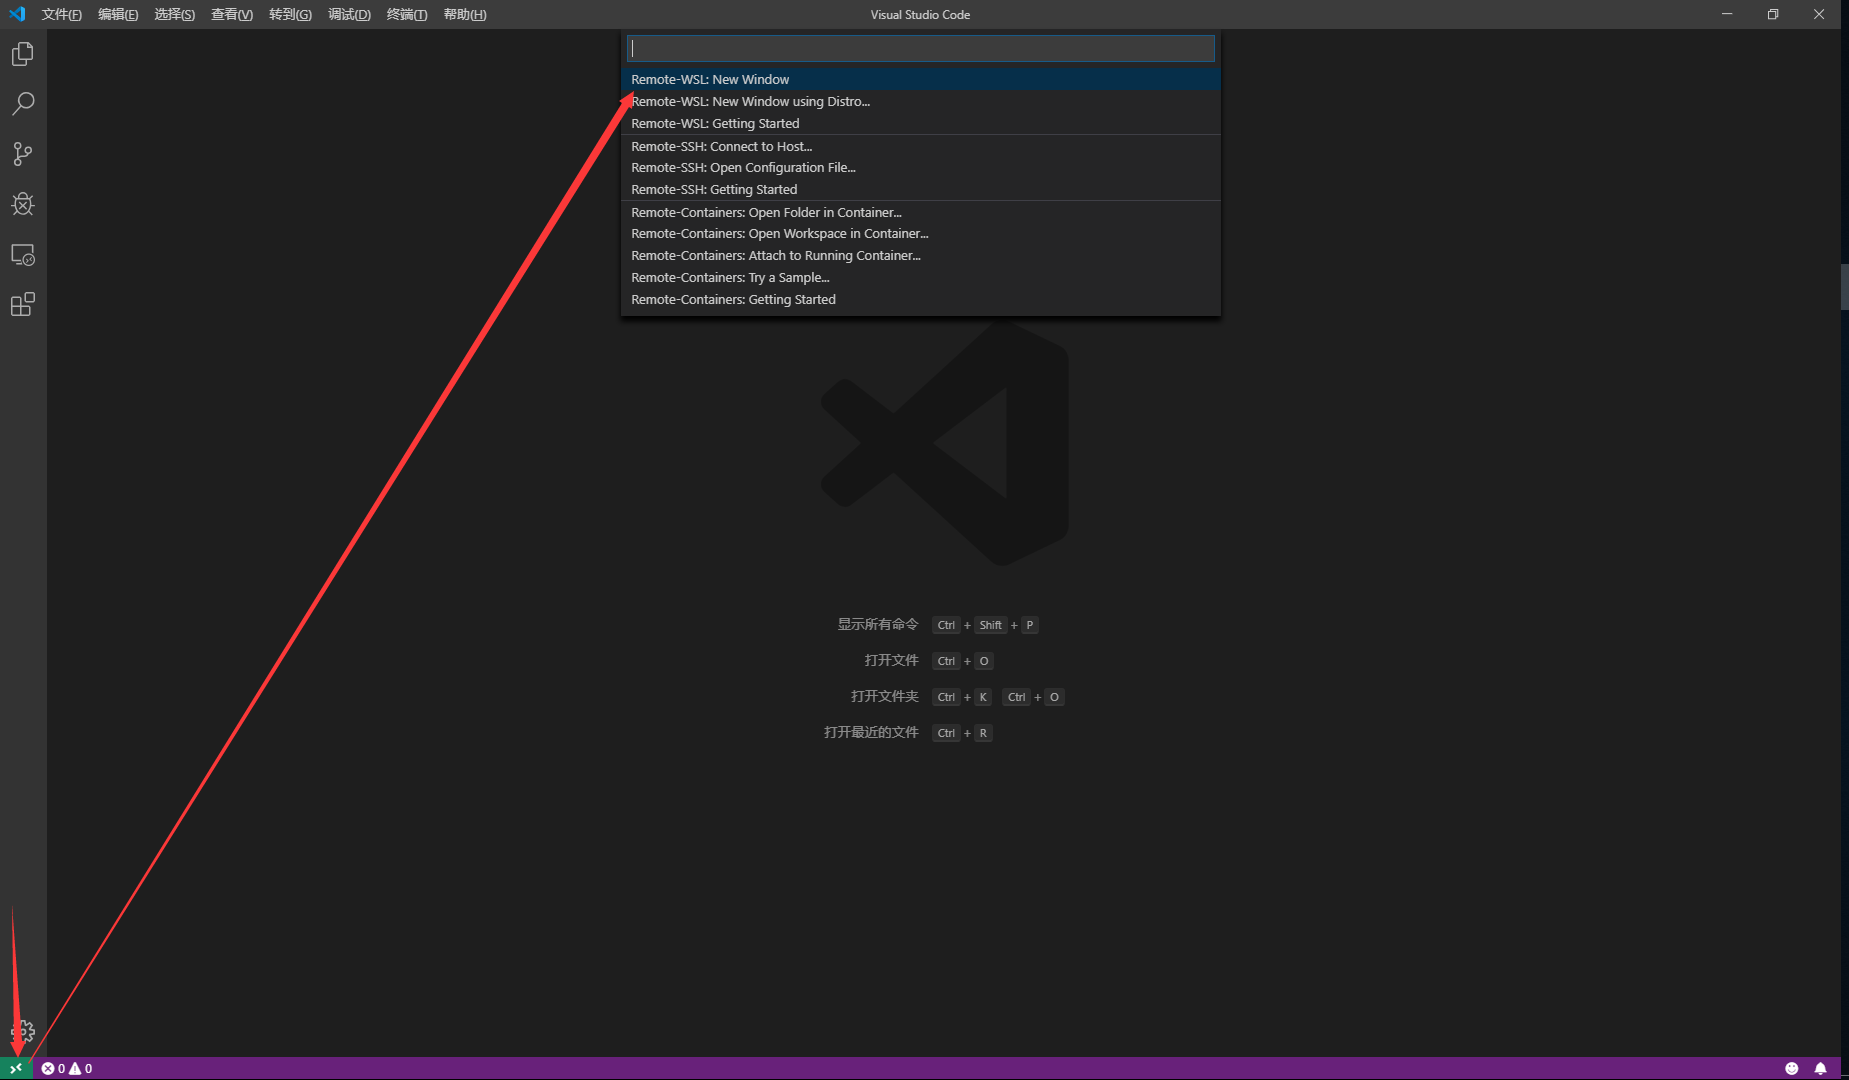 文件(F) 编辑(E) 选择(S) 查看(V) 转到(G) 调试(D) 终端(T) 帮助(H) Visual Studio Code
Remote-WSL: New Window
Remote-WSL: New Window using Distro...
Remote-WSL: Getting Started
Remote-SSH: Connect to Host...
Remote-SSH: Open Configuration File...
Remote-SSH: Getting Started
Remote-Containers: Open Folder in Container...
Remote-Containers: Open Workspace in Container...
Remote-Containers: Attach to Running Container...
Remote-Containers: Try a Sample...
Remote-Containers: Getting Started
显示所有命令 Ctrl + Shift + P
打开文件 Ctrl + O
打开文件夹 Ctrl + K Ctrl + O
打开最近的文件 Ctrl + R
0 0